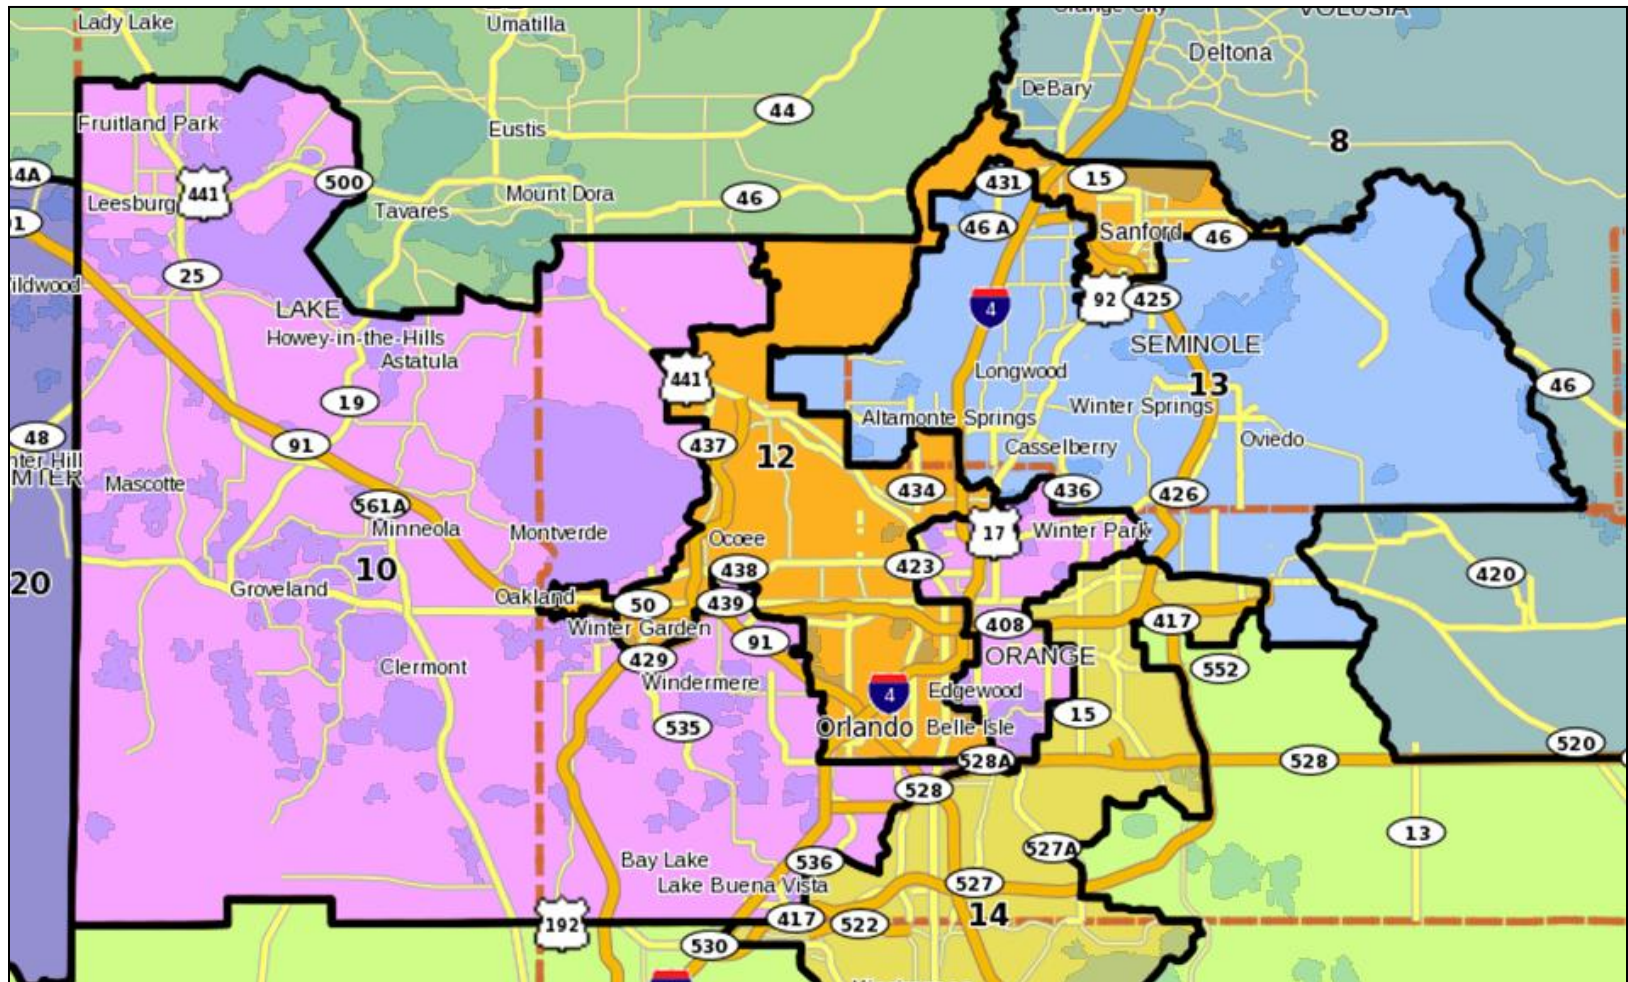 Lady Lake
Umatilla
Orange City
VOLUSIA
Deltona
DeBary
44
Fruitland Park
Eustis
8
441
500
431
15
Leesburg
Mount Dora
46
Tavares
46 A
Sanford
46
25
92
425
LAKE
4
Howey-in-the-Hills
SEMINOLE
Astatula
Longwood
441
13
46
19
Winter Springs
Altamonte Springs
48
91
437
12
Casselberry
Oviedo
Mascotte
434
436
426
561A
Minneola
Montverde
17
Winter Park
Ocoee
10
438
423
420
20
Groveland
Oakland
50
439
Winter Garden
91
408
417
429
ORANGE
552
Clermont
Windermere
4
Edgewood
535
Orlando
Belle Isle
15
520
528A
528
528
13
527A
Bay Lake
536
Lake Buena Vista
527
192
417
522
14
530